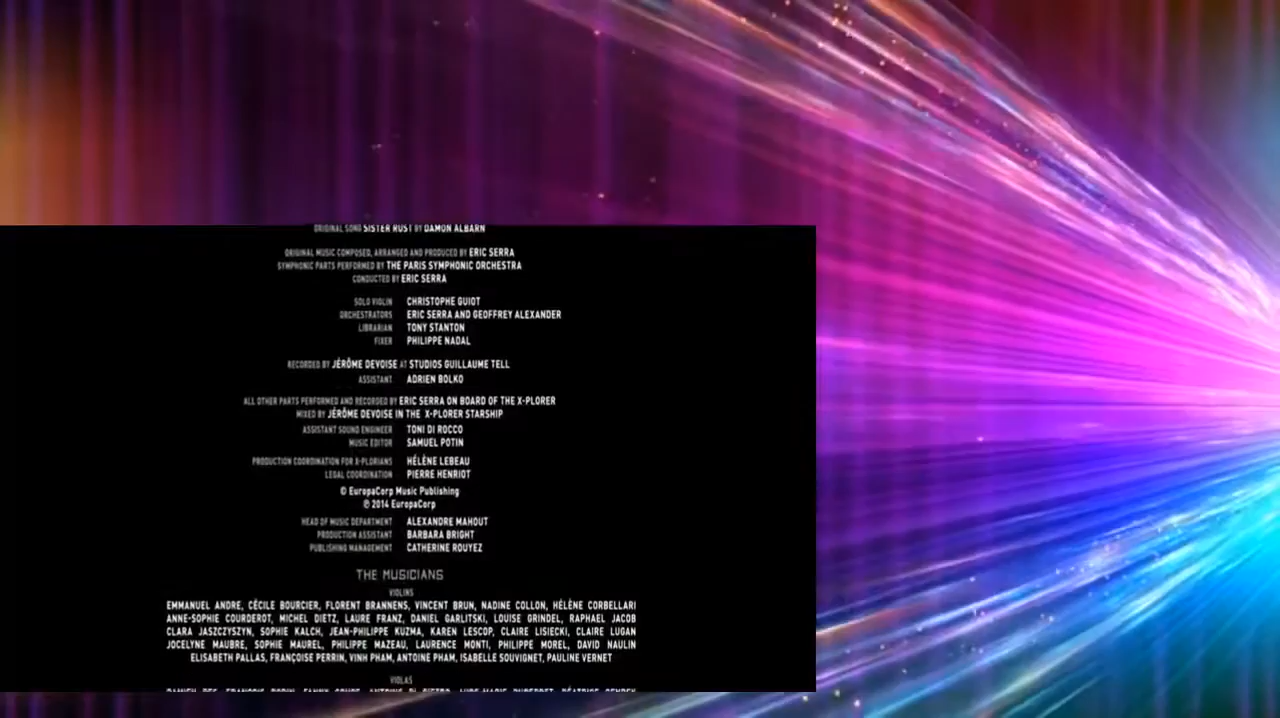 ORIGINAL SONG SISTER RUST BY DAMON ALBARN
ORIGINAL MUSIC COMPOSED, ARRANGED AND PRODUCED BY ERIC SERRA
SYMPHONIC PARTS PERFORMED BY THE PARIS SYMPHONIC ORCHESTRA
CONDUCTED BY ERIC SERRA
SOLO VIOLIN CHRISTOPHE GUIOT
ORCHESTRATORS ERIC SERRA AND GEOFFREY ALEXANDER
LIBRARIAN TONY STANTON
FIXER PHILIPPE NADAL
RECORDED BY JÉRÔME DEVOISE AT STUDIOS GUILLAUME TELL
ASSISTANT ADRIEN BOLKO
ALL OTHER PARTS PERFORMED AND RECORDED BY ERIC SERRA ON BOARD OF THE X-PLORER
MIXED BY JÉRÔME DEVOISE IN THE X-PLORER STARSHIP
ASSISTANT SOUND ENGINEER TONI DI ROCCO
MUSIC EDITOR SAMUEL POTIN
PRODUCTION COORDINATION FOR X-PLORIANS HÉLÈNE LEBEAU
LEGAL COORDINATION PIERRE HENRIOT
© EuropaCorp Music Publishing
℗ 2014 EuropaCorp
HEAD OF MUSIC DEPARTMENT ALEXANDRE MAHOUT
PRODUCTION ASSISTANT BARBARA BRIGHT
PUBLISHING MANAGEMENT CATHERINE ROUYEZ
THE MUSICIANS
VIOLINS
EMMANUEL ANDRE, CÉCILE BOURCIER, FLORENT BRANNENS, VINCENT BRUN, NADINE COLLON, HÉLÈNE CORBELLARI
ANNE-SOPHIE COURDEROT, MICHEL DIETZ, LAURE FRANZ, DANIEL GARLITSKI, LOUISE GRINDEL, RAPHAEL JACOB
CLARA JASZCZYSZYN, SOPHIE KALCH, JEAN-PHILIPPE KUZMA, KAREN LESCOP, CLAIRE LISIECKI, CLAIRE LUGAN
JOCELYNE MAUBRE, SOPHIE MAUREL, PHILIPPE MAZEAU, LAURENCE MONTI, PHILIPPE MOREL, DAVID NAULIN
ELISABETH PALLAS, FRANÇOISE PERRIN, VINH PHAM, ANTOINE PHAM, ISABELLE SOUVIGNET, PAULINE VERNET
VIOLAS